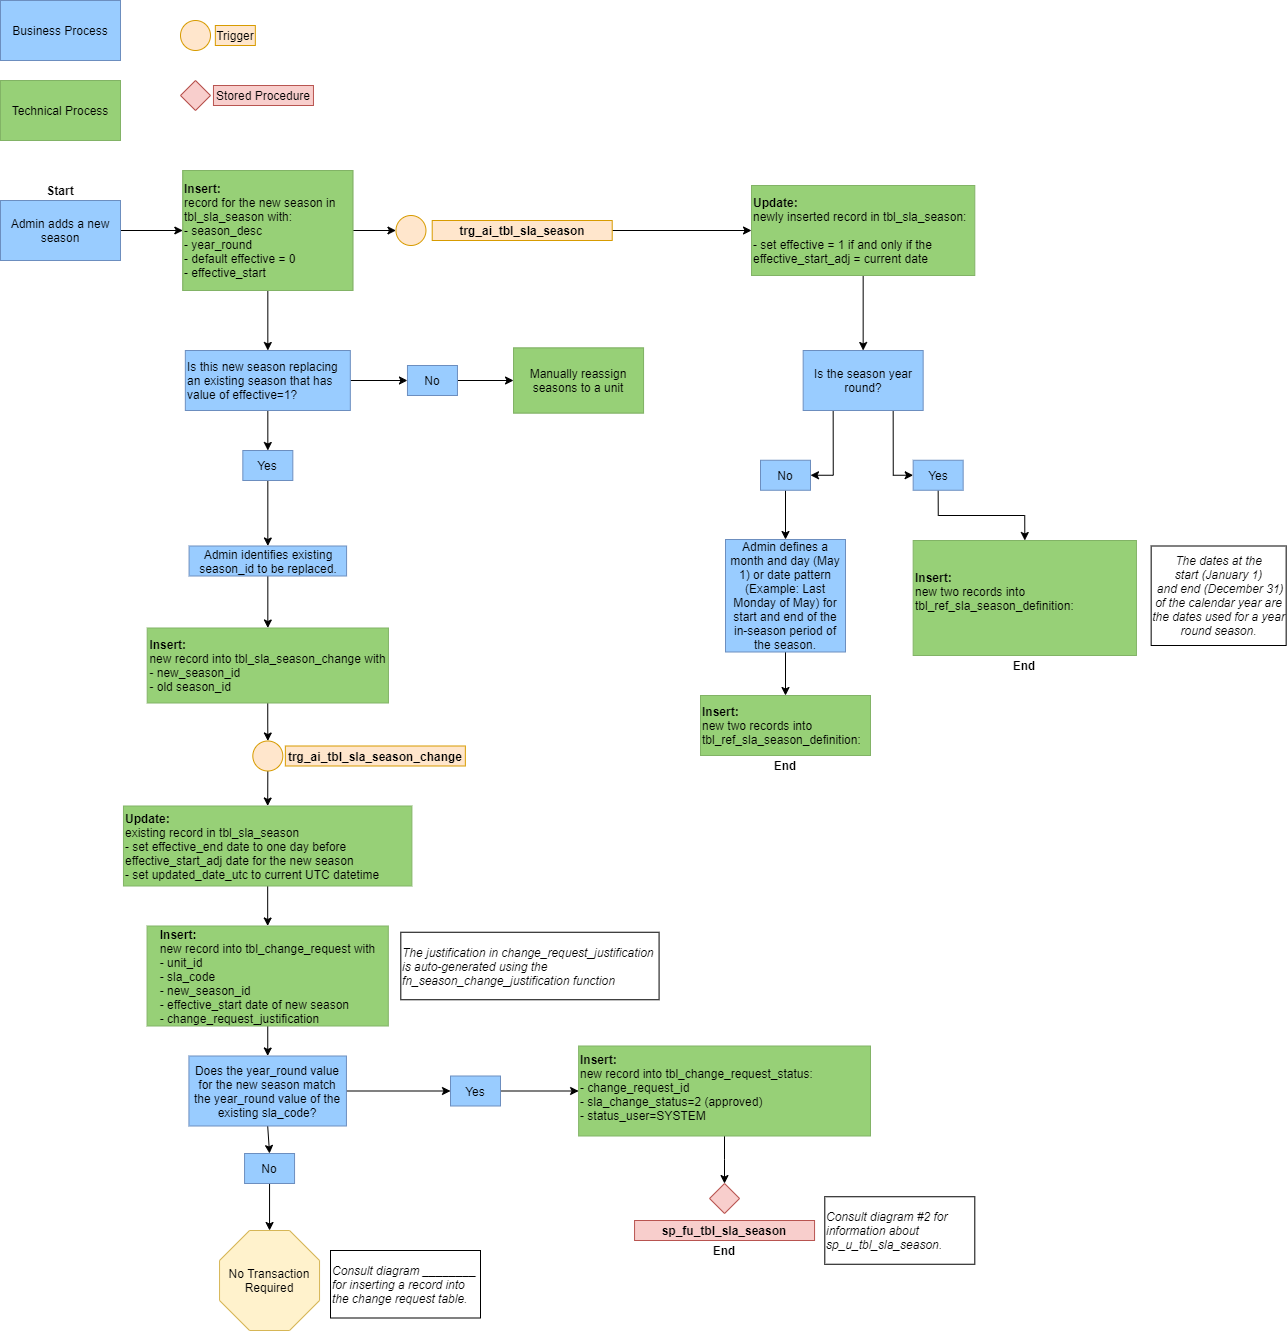 Business Process
Trigger
Technical Process
Stored Procedure
Start
Admin adds a new
season
Insert:
record for the new season in
tbl_sla_season with:
- season_desc
- year_round
- default effective = 0
- effective_start
trg_ai_tbl_sla_season
Update:
newly inserted record in tbl_sla_season:
- set effective = 1 if and only if the
effective_start_adj = current date
Is this new season replacing
an existing season that has
value of effective=1?
No
Manually reassign
seasons to a unit
Is the season year
round?
Yes
No
Yes
Admin identifies existing
season_id to be replaced.
Admin defines a
month and day (May
1) or date pattern
(Example: Last
Monday of May) for
start and end of the
in-season period of
the season.
Insert:
new two records into
tbl_ref_sla_season_definition:
End
The dates at the
start (January 1)
and end (December 31)
of the calendar year are
the dates used for a year
round season.
Insert:
new record into tbl_sla_season_change with
- new_season_id
- old season_id
Insert:
new two records into
tbl_ref_sla_season_definition:
End
trg_ai_tbl_sla_season_change
Update:
existing record in tbl_sla_season
- set effective_end date to one day before
effective_start_adj date for the new season
- set updated_date_utc to current UTC datetime
Insert:
new record into tbl_change_request with
- unit_id
- sla_code
- new_season_id
- effective_start date of new season
- change_request_justification
The justification in change_request_justification
is auto-generated using the
fn_season_change_justification function
Does the year_round value
for the new season match
the year_round value of the
existing sla_code?
Yes
Insert:
new record into tbl_change_request_status:
- change_request_id
- sla_change_status=2 (approved)
- status_user=SYSTEM
No
sp_fu_tbl_sla_season
End
Consult diagram #2 for
information about
sp_u_tbl_sla_season.
No Transaction
Required
Consult diagram ________
for inserting a record into
the change request table.